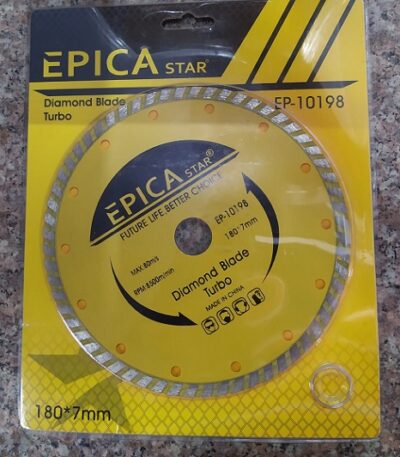 EPICA STAR®
Diamond Blade
Turbo
EP-10198
EPICA STAR®
FUTURE LIFE BETTER CHOICE
EP-10198
180*7mm
MAX 80m/s
RPM 8500m/min
Diamond Blade
Turbo
MADE IN CHINA
180*7mm